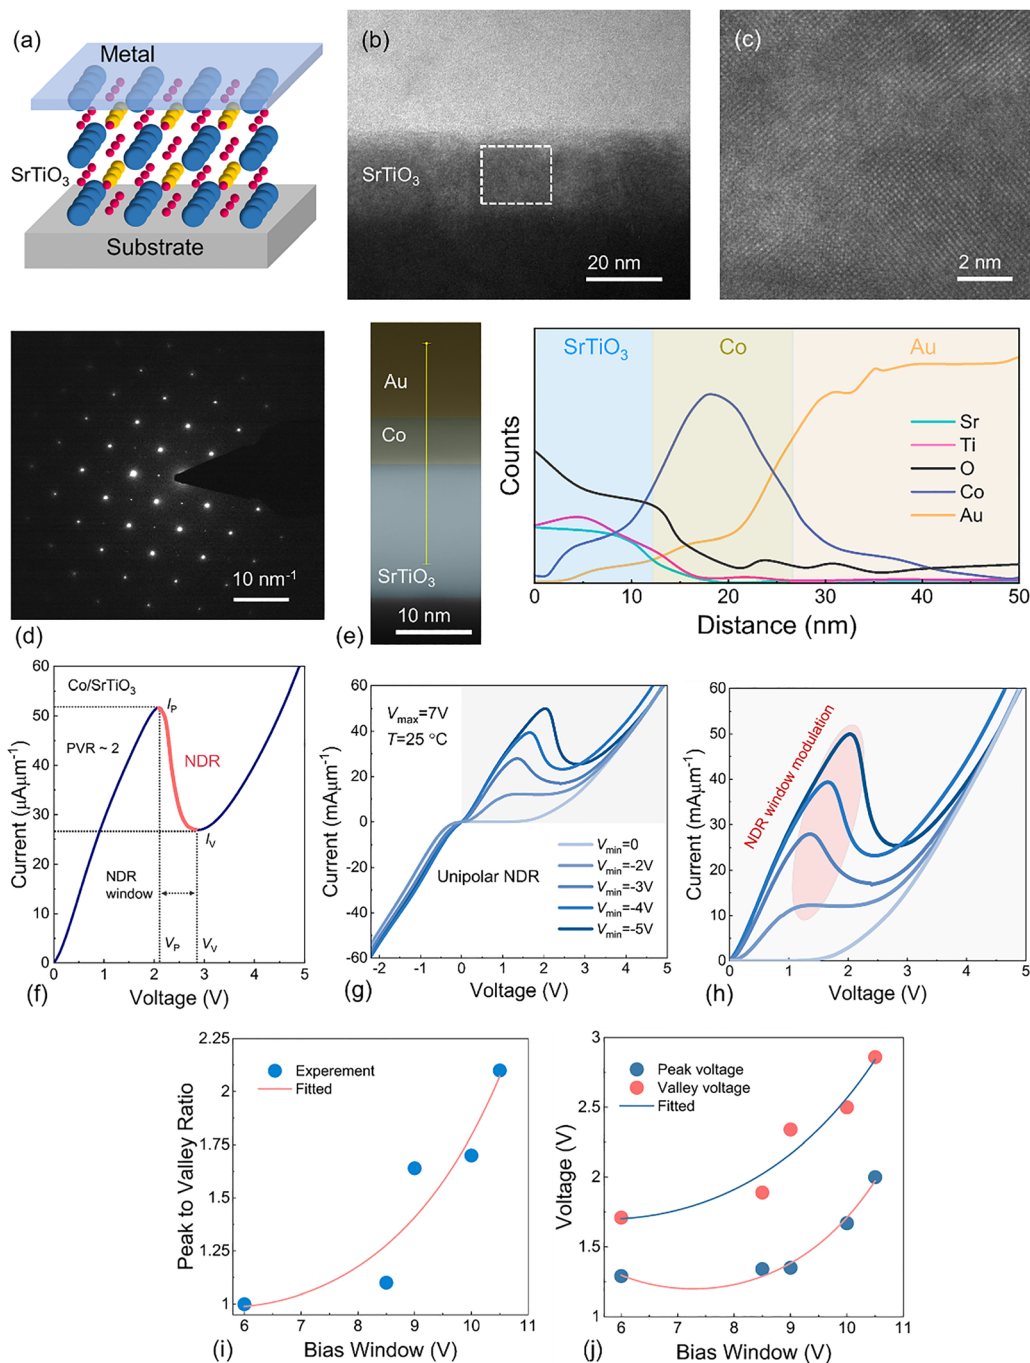 (a)
Metal
SrTiO3
Substrate
(b)
SrTiO3
20 nm
(c)
2 nm
10 nm-1
(d)
Au
Co
SrTiO3
10 nm
(e)
SrTiO3 Co Au
Counts
Sr
Ti
O
Co
Au
0 10 20 30 40 50
Distance (nm)
60
50
40
30
20
10
0
Current (μAμm-1)
Co/SrTiO3
IP
PVR ~ 2
NDR
IV
NDR
window
VP VV
0 1 2 3 4 5
Voltage (V)
(f)
60
40
20
0
-20
-40
-60
Current (mAμm-1)
Vmax=7V
T=25 °C
Unipolar NDR
Vmin=0
Vmin=-2V
Vmin=-3V
Vmin=-4V
Vmin=-5V
-2 -1 0 1 2 3 4 5
Voltage (V)
(g)
60
50
40
30
20
10
0
Current (mAμm-1)
NDR window modulation
0 1 2 3 4 5
Voltage (V)
(h)
2.25
2
1.75
1.5
1.25
1
Peak to Valley Ratio
Experement
Fitted
6 7 8 9 10 11
Bias Window (V)
(i)
3
2.5
2
1.5
1
Voltage (V)
Peak voltage
Valley voltage
Fitted
6 7 8 9 10 11
Bias Window (V)
(j)